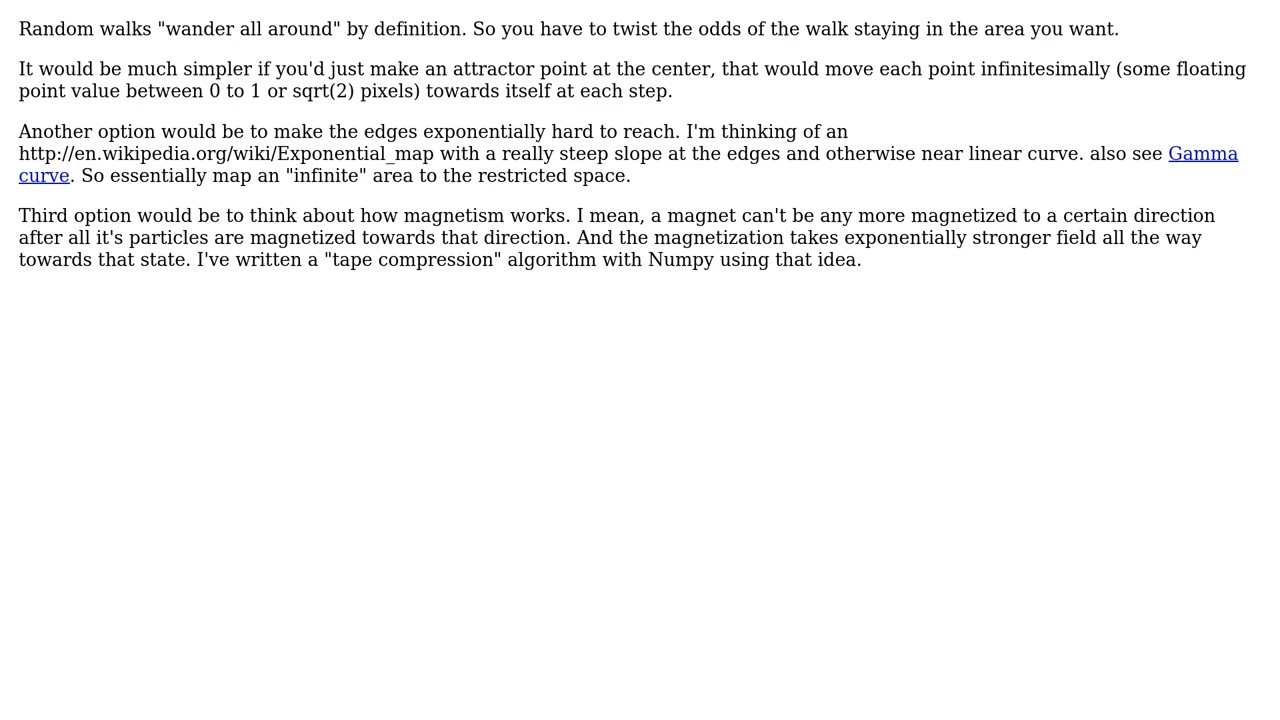 Random walks "wander all around" by definition. So you have to twist the odds of the walk staying in the area you want.
It would be much simpler if you'd just make an attractor point at the center, that would move each point infinitesimally (some floating
point value between 0 to 1 or sqrt(2) pixels) towards itself at each step.
Another option would be to make the edges exponentially hard to reach. I'm thinking of an
http://en.wikipedia.org/wiki/Exponential_map with a really steep slope at the edges and otherwise near linear curve. also see Gamma
curve. So essentially map an "infinite" area to the restricted space.
Third option would be to think about how magnetism works. I mean, a magnet can't be any more magnetized to a certain direction
after all it's particles are magnetized towards that direction. And the magnetization takes exponentially stronger field all the way
towards that state. I've written a "tape compression" algorithm with Numpy using that idea.